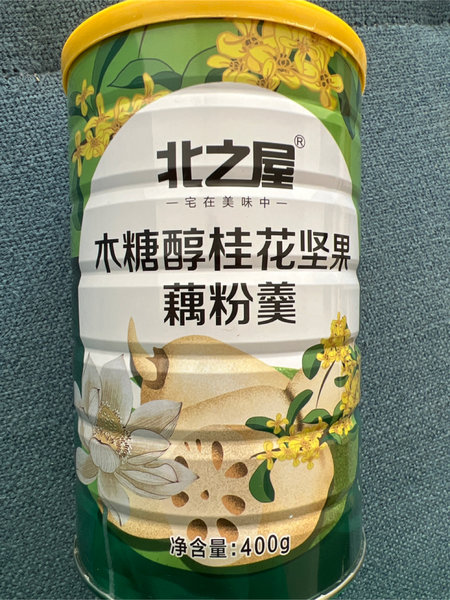 北之屋®
—宅在美味中—
木糖醇桂花坚果
藕粉羹
净含量:400g